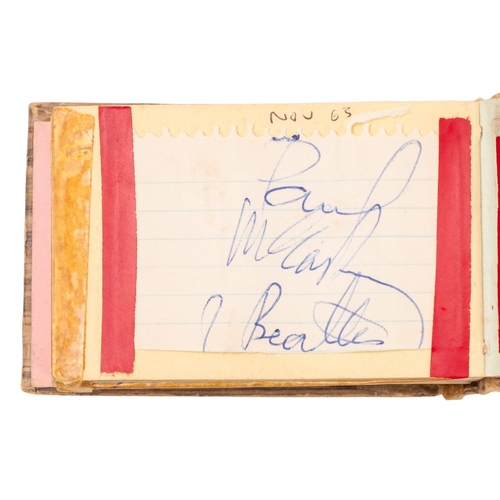 NOV 63
Paul
McCartney
Beatles